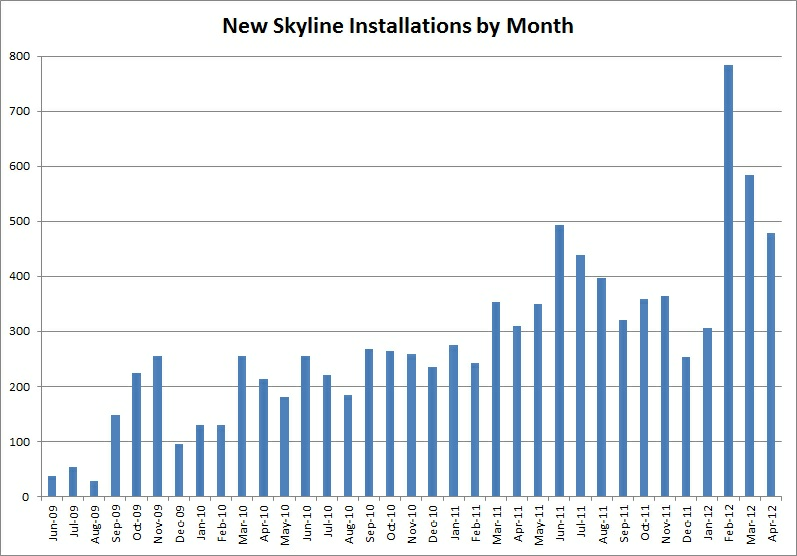 New Skyline Installations by Month
800
700
600
500
400
300
200
100
0
Jun-09
Jul-09
Aug-09
Sep-09
Oct-09
Nov-09
Dec-09
Jan-10
Feb-10
Mar-10
Apr-10
May-10
Jun-10
Jul-10
Aug-10
Sep-10
Oct-10
Nov-10
Dec-10
Jan-11
Feb-11
Mar-11
Apr-11
May-11
Jun-11
Jul-11
Aug-11
Sep-11
Oct-11
Nov-11
Dec-11
Jan-12
Feb-12
Mar-12
Apr-12